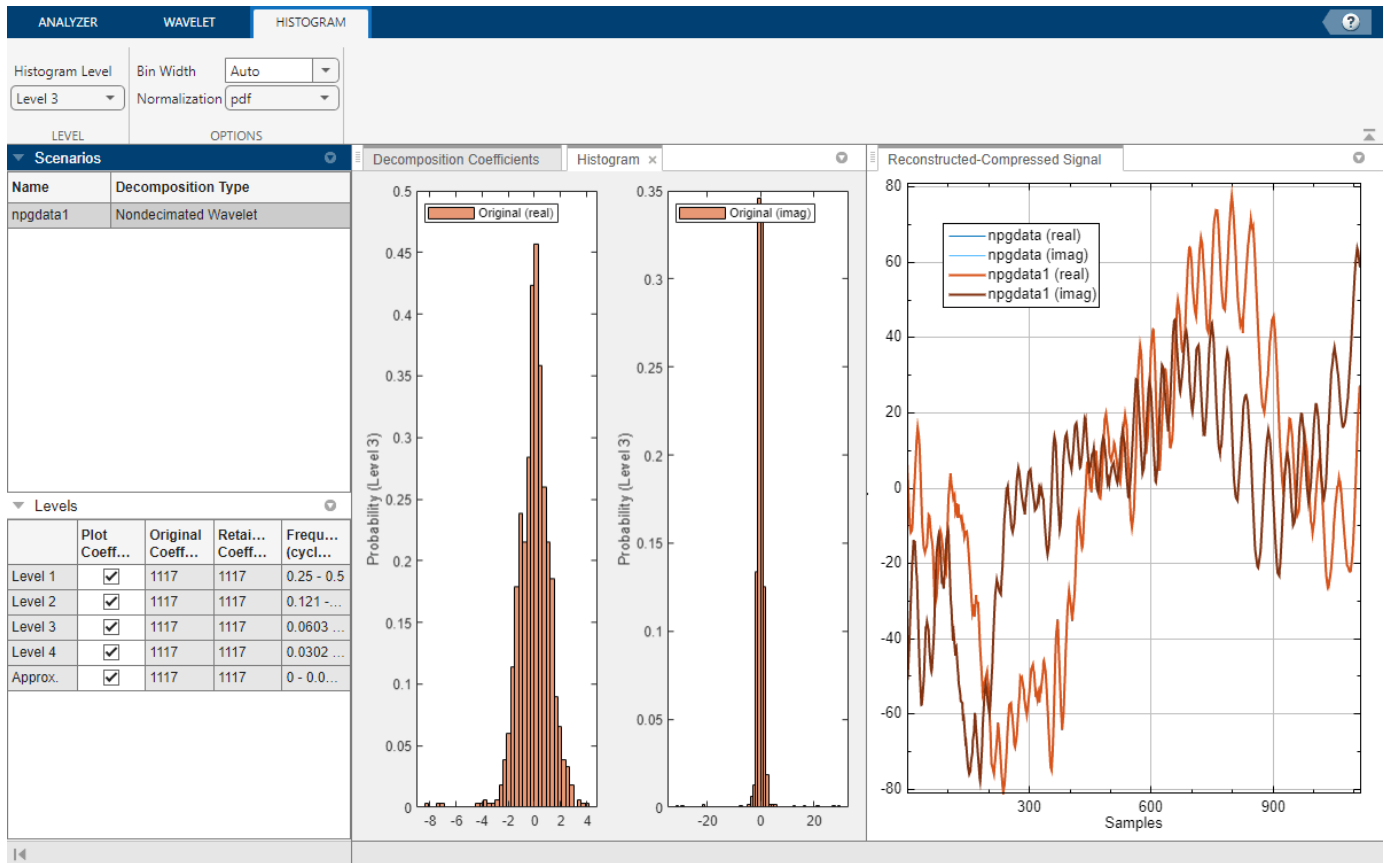 ANALYZER WAVELET HISTOGRAM ?
Histogram Level Bin Width Auto
Level 3 Normalization pdf
LEVEL OPTIONS
Scenarios
Name Decomposition Type
npgdata1 Nondecimated Wavelet
Levels
Plot Coeff... Original Coeff... Retai... Coeff... Frequ... (cycl...
Level 1 1117 1117 0.25 - 0.5
Level 2 1117 1117 0.121 -...
Level 3 1117 1117 0.0603 ...
Level 4 1117 1117 0.0302 ...
Approx. 1117 1117 0 - 0.0...
Decomposition Coefficients Histogram ×
Original (real)
Probability (Level 3)
0.5
0.45
0.4
0.35
0.3
0.25
0.2
0.15
0.1
0.05
0
-8 -6 -4 -2 0 2 4
Original (imag)
Probability (Level 3)
0.35
0.3
0.25
0.2
0.15
0.1
0.05
0
-20 0 20
Reconstructed-Compressed Signal
npgdata (real)
npgdata (imag)
npgdata1 (real)
npgdata1 (imag)
80
60
40
20
0
-20
-40
-60
-80
300 600 900
Samples